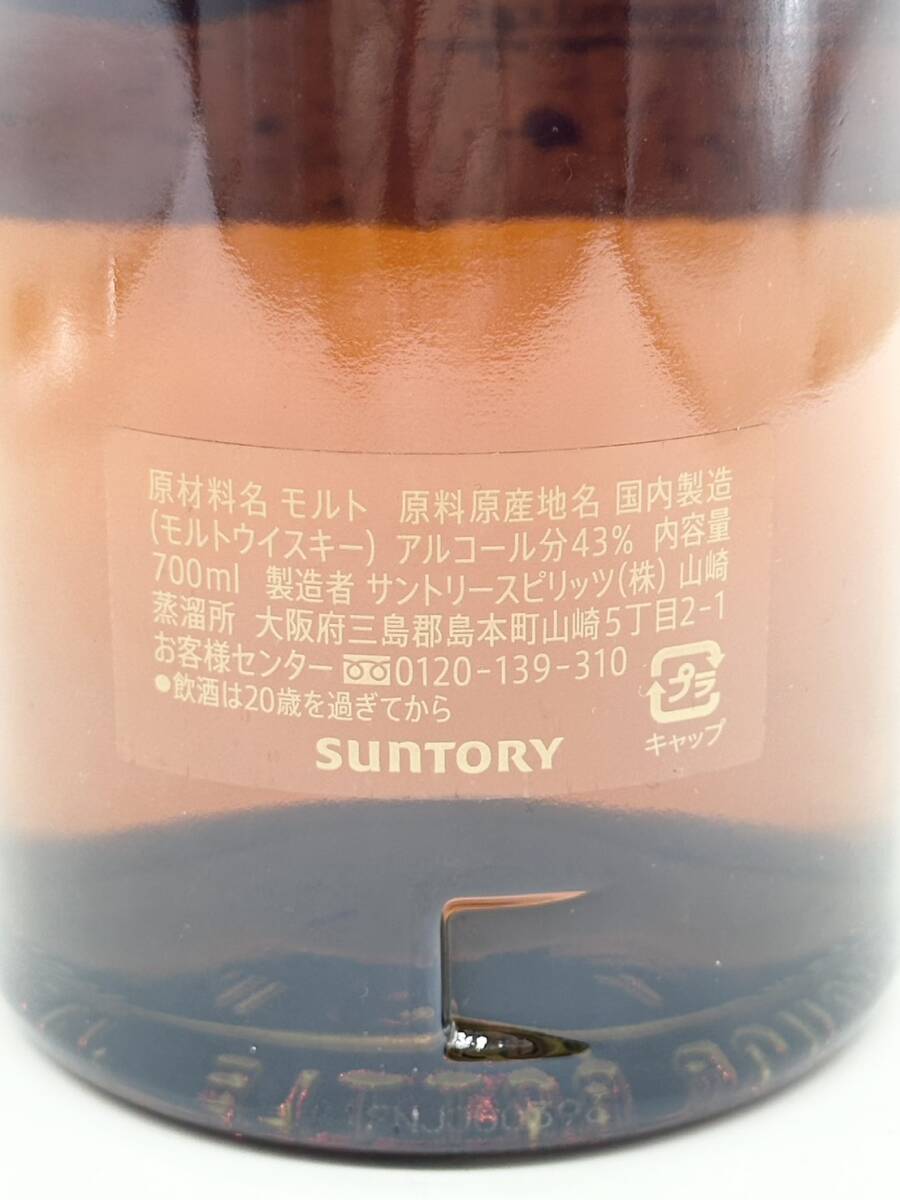 原材料名 モルト 原料原産地名 国内製造
(モルトウイスキー) アルコール分43% 内容量
700ml 製造者 サントリースピリッツ(株) 山崎
蒸溜所 大阪府三島郡島本町山崎5丁目2-1
お客様センター 0120-139-310
●飲酒は20歳を過ぎてから
プラ
キャップ
SUNTORY